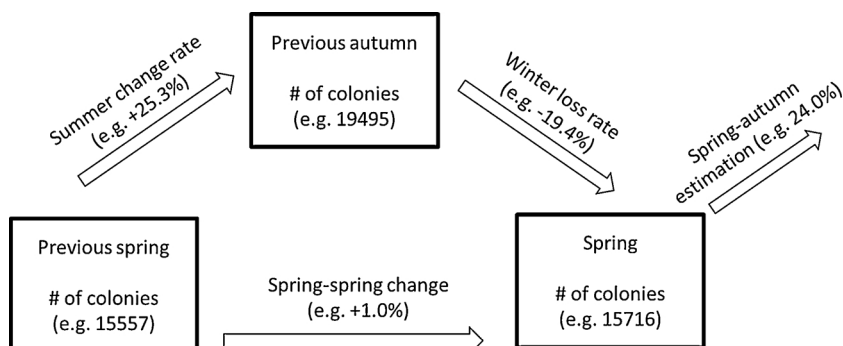 Summer change rate
(e.g. +25.3%)
Previous autumn
# of colonies
(e.g. 19495)
Winter loss rate
(e.g. -19.4%)
Spring-autumn
estimation (e.g. 24.0%)
Previous spring
# of colonies
(e.g. 15557)
Spring-spring change
(e.g. +1.0%)
Spring
# of colonies
(e.g. 15716)